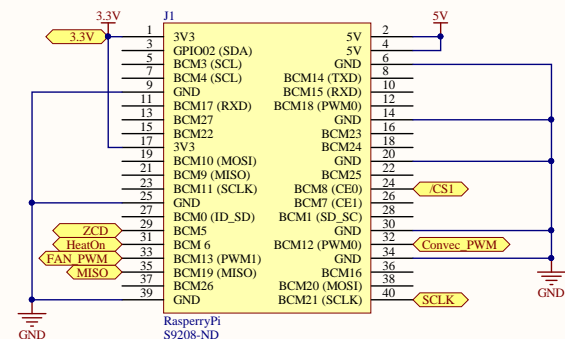 3.3V
J1
5V
3.3V
1 3V3 5V 2
3 GPIO02 (SDA) 5V 4
5 BCM3 (SCL) GND 6
7 BCM4 (SCL) BCM14 (TXD) 8
9 GND BCM15 (RXD) 10
11 BCM17 (RXD) BCM18 (PWM0) 12
13 BCM27 GND 14
15 BCM22 BCM23 16
17 3V3 BCM24 18
19 BCM10 (MOSI) GND 20
21 BCM9 (MISO) BCM25 22
23 BCM11 (SCLK) BCM8 (CE0) 24 /CS1
25 GND BCM7 (CE1) 26
27 BCM0 (ID_SD) BCM1 (SD_SC) 28
ZCD 29 BCM5 GND 30
HeatOn 31 BCM 6 BCM12 (PWM0) 32 Convec_PWM
FAN_PWM 33 BCM13 (PWM1) GND 34
MISO 35 BCM19 (MISO) BCM16 36
37 BCM26 BCM20 (MOSI) 38
39 GND BCM21 (SCLK) 40 SCLK
GND
GND
RasperryPi
S9208-ND